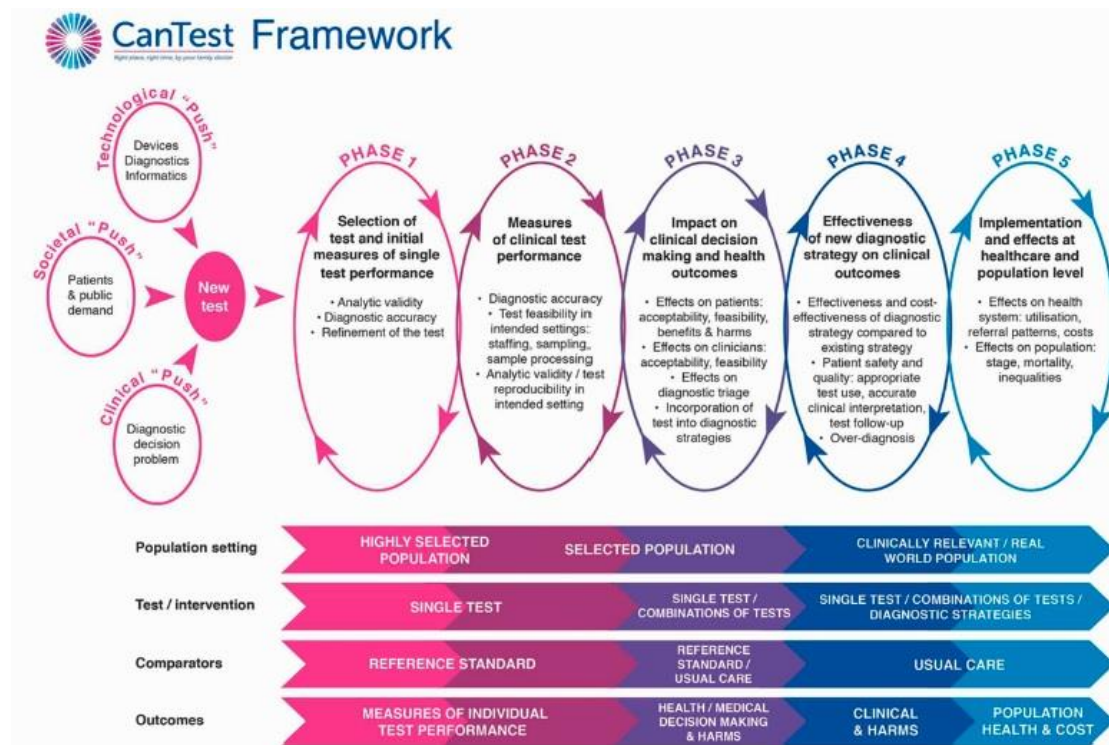 CanTest Framework
Right place, right time, by your family doctor
Technological "Push"
Devices
Diagnostics
Informatics
Societal "Push"
Patients
& public
demand
Clinical "Push"
Diagnostic
decision
problem
New
test
PHASE 1
Selection of
test and initial
measures of single
test performance
• Analytic validity
• Diagnostic accuracy
• Refinement of the test
PHASE 2
Measures
of clinical test
performance
• Diagnostic accuracy
• Test feasibility in
intended settings:
staffing, sampling,
sample processing
• Analytic validity / test
reproducibility in
intended setting
PHASE 3
Impact on
clinical decision
making and health
outcomes
• Effects on patients:
acceptability, feasibility,
benefits & harms
• Effects on clinicians:
acceptability, feasibility
• Effects on
diagnostic triage
• Incorporation of
test into diagnostic
strategies
PHASE 4
Effectiveness
of new diagnostic
strategy on clinical
outcomes
• Effectiveness and cost-
effectiveness of diagnostic
strategy compared to
existing strategy
• Patient safety and
quality: appropriate
test use, accurate
clinical interpretation,
test follow-up
• Over-diagnosis
PHASE 5
Implementation
and effects at
healthcare and
population level
• Effects on health
system: utilisation,
referral patterns, costs
• Effects on population:
stage, mortality,
inequalities
Population setting
HIGHLY SELECTED
POPULATION
SELECTED POPULATION
CLINICALLY RELEVANT / REAL
WORLD POPULATION
Test / intervention
SINGLE TEST
SINGLE TEST /
COMBINATIONS OF TESTS
SINGLE TEST / COMBINATIONS OF TESTS /
DIAGNOSTIC STRATEGIES
Comparators
REFERENCE STANDARD
REFERENCE
STANDARD /
USUAL CARE
USUAL CARE
Outcomes
MEASURES OF INDIVIDUAL
TEST PERFORMANCE
HEALTH / MEDICAL
DECISION MAKING
& HARMS
CLINICAL
& HARMS
POPULATION
HEALTH & COST